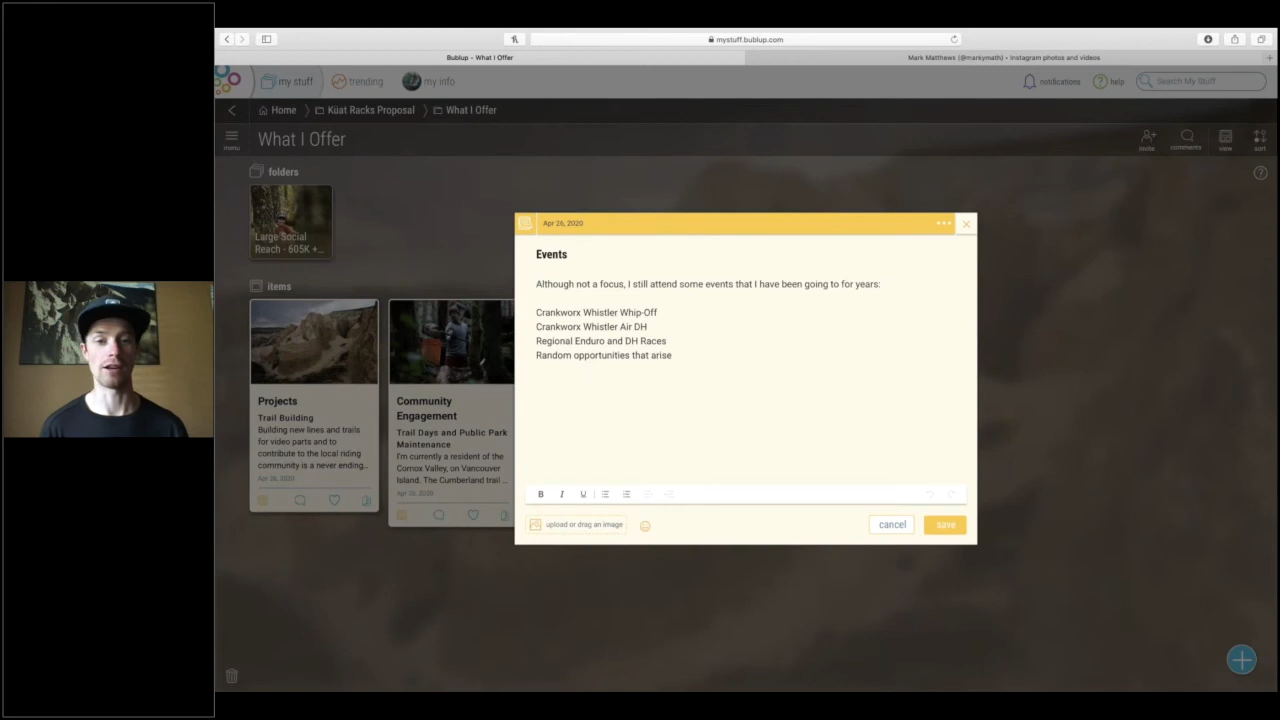 mystuff.bublup.com
Bublup - What I Offer
Mark Matthews (@markymath) • Instagram photos and videos
my stuff
trending
my info
notifications
help
Search My Stuff
Home
Küat Racks Proposal
What I Offer
menu
What I Offer
invite
comments
view
sort
folders
Large Social
Reach - 605K +...
items
Projects
Trail Building
Building new lines and trails
for video parts and to
contribute to the local riding
community is a never ending...
Apr 26, 2020
Community
Engagement
Trail Days and Public Park
Maintenance
I'm currently a resident of the
Comox Valley, on Vancouver
Island. The Cumberland trail ...
Apr 26, 2020
Apr 26, 2020
Events
Although not a focus, I still attend some events that I have been going to for years:
Crankworx Whistler Whip-Off
Crankworx Whistler Air DH
Regional Enduro and DH Races
Random opportunities that arise
B I U
upload or drag an image
cancel
save